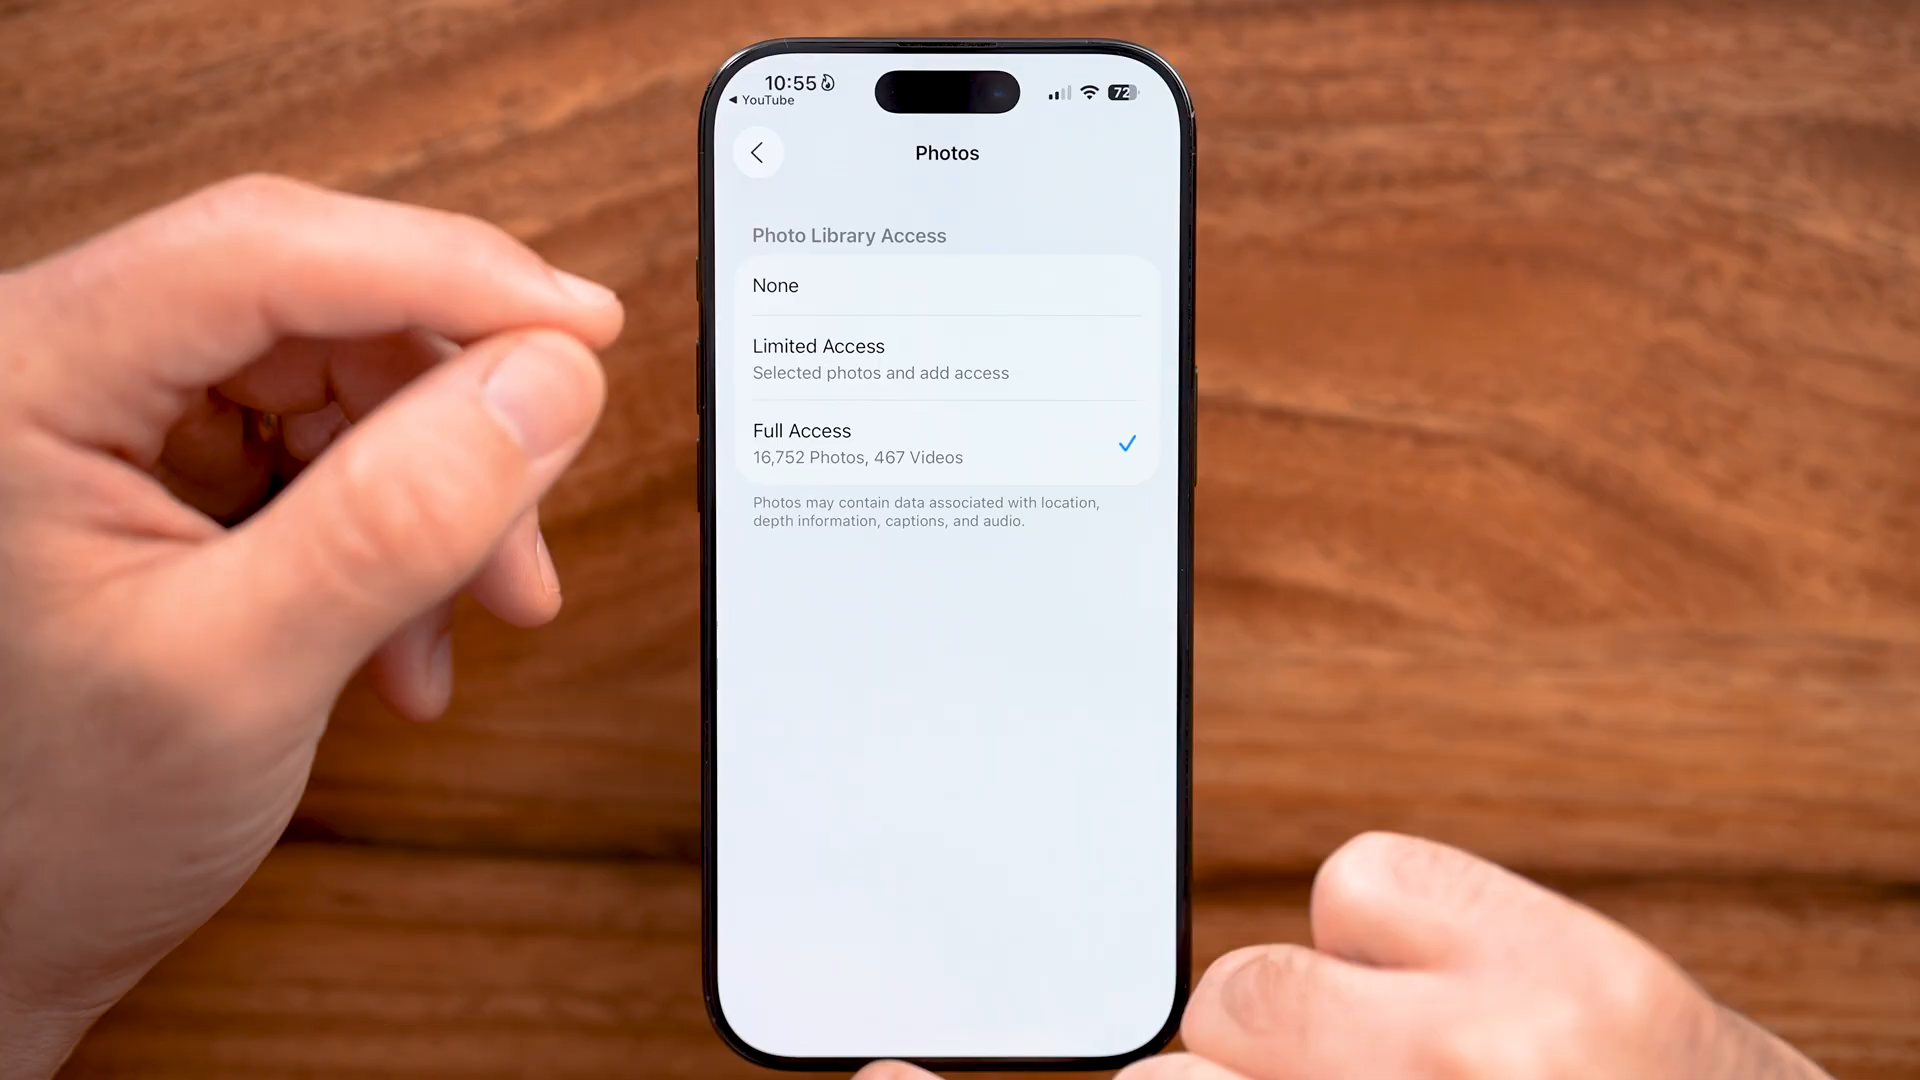 10:55
◀ YouTube
72
Photos
Photo Library Access
None
Limited Access
Selected photos and add access
Full Access
16,752 Photos, 467 Videos
Photos may contain data associated with location,
depth information, captions, and audio.